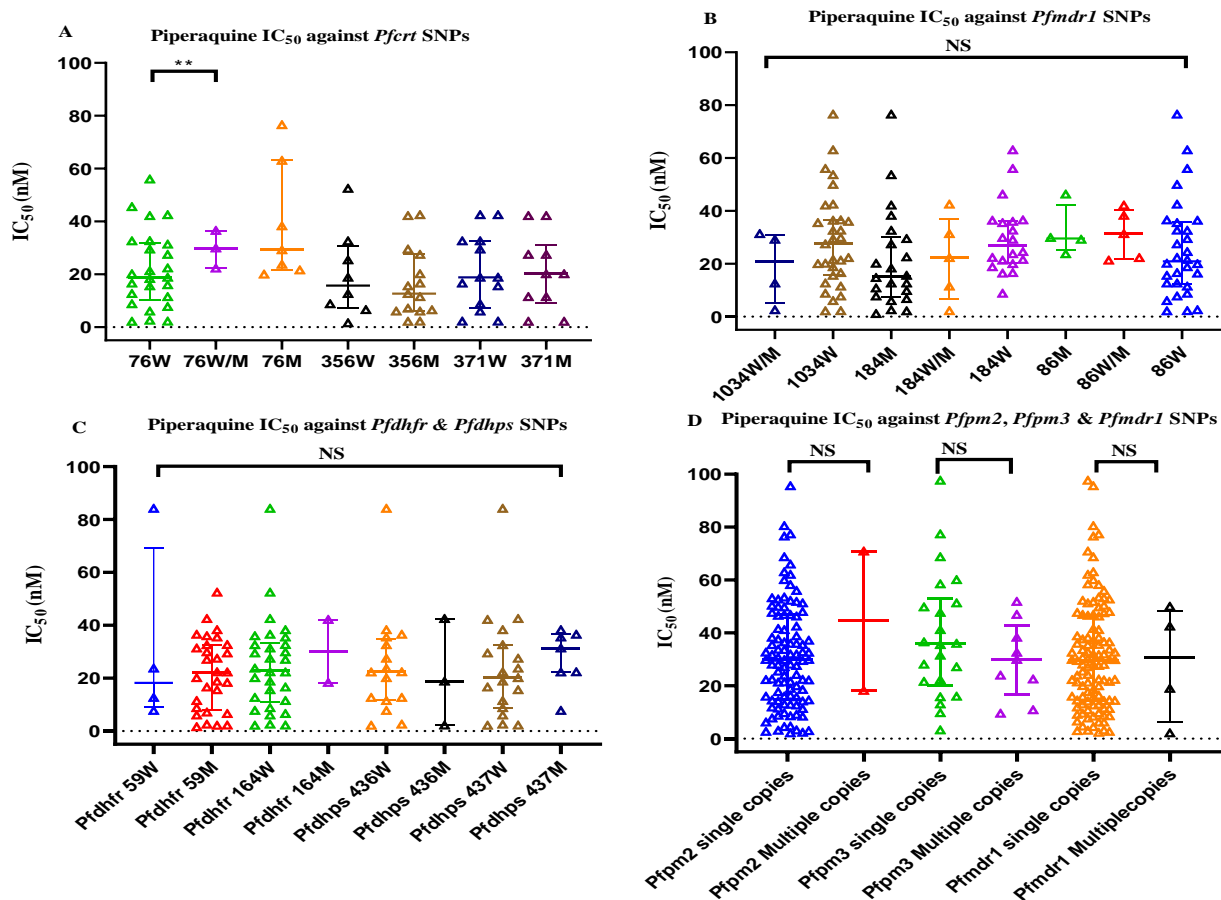 A
Piperaquine IC50 against Pfcrt SNPs
**
IC50 (nM)
100
80
60
40
20
0
76W 76W/M 76M 356W 356M 371W 371M
B
Piperaquine IC50 against Pfmdr1 SNPs
NS
IC50 (nM)
100
80
60
40
20
0
1034W/M 1034W 184M 184W/M 184W 86M 86W/M 86W
C
Piperaquine IC50 against Pfdhfr & Pfdhps SNPs
NS
IC50 (nM)
100
80
60
40
20
0
Pfdhfr 59W Pfdhfr 59M Pfdhfr 164W Pfdhfr 164M Pfdhps 436W Pfdhps 436M Pfdhps 437W Pfdhps 437M
D
Piperaquine IC50 against Pfpm2, Pfpm3 & Pfmdr1 SNPs
NS NS NS
IC50 (nM)
100
80
60
40
20
0
Pfpm2 single copies Pfpm2 Multiple copies Pfpm3 single copies Pfpm3 Multiple copies Pfmdr1 single copies Pfmdr1 Multiplecopies